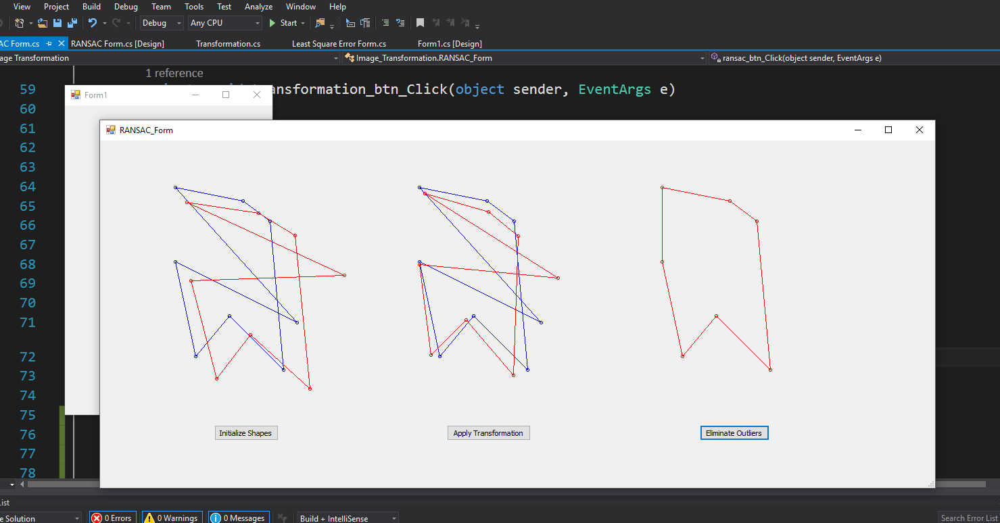 View Project Build Debug Team Tools Test Analyze Window Help
Debug Any CPU Start
AC Form.cs RANSAC Form.cs [Design] Transformation.cs Least Square Error Form.cs Form1.cs [Design]
age Transformation Image_Transformation.RANSAC_Form ransac_btn_Click(object sender, EventArgs e)
1 reference
59 ansformation_btn_Click(object sender, EventArgs e)
Form1
60
61
RANSAC_Form
62
63
64
65
66
67
68
69
70
71
72
73
74
75
76
77
78
Initialize Shapes Apply Transformation Eliminate Outliers
List
e Solution 0 Errors 0 Warnings 0 Messages Build + IntelliSense Search Error List